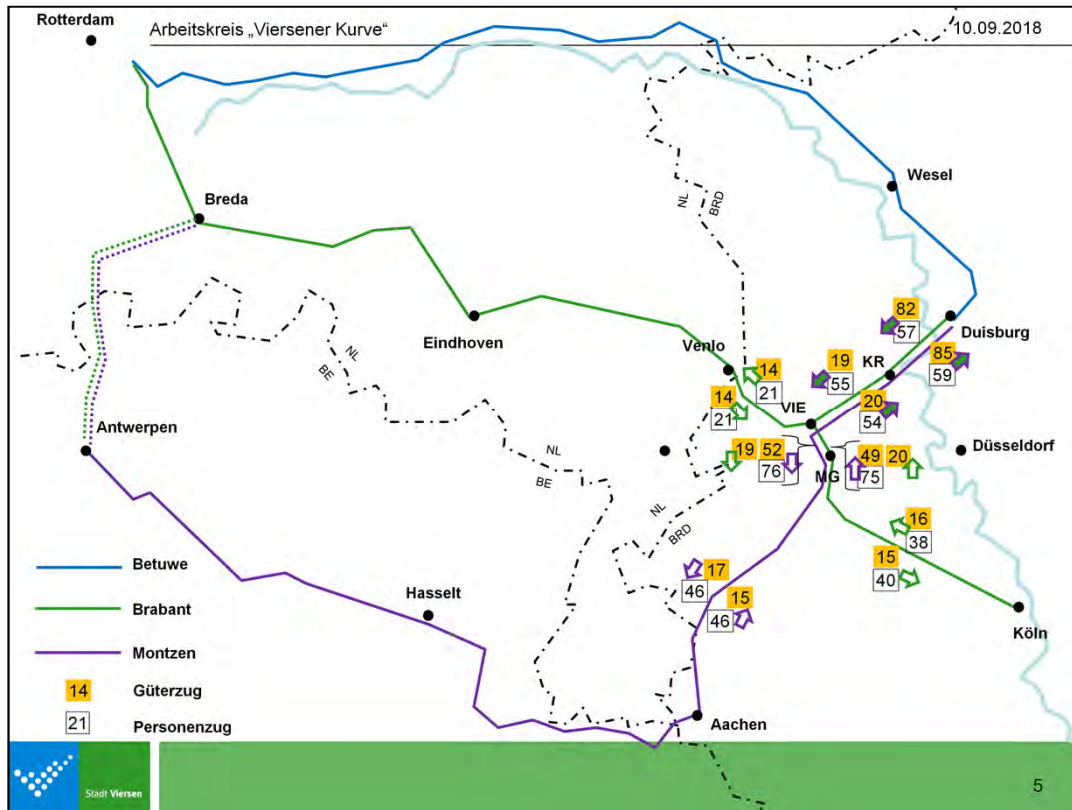 Rotterdam
Arbeitskreis „Viersener Kurve“
10.09.2018
Wesel
NL
BRD
Breda
82
57
Duisburg
Eindhoven
Venlo
19
55
KR
85
59
14
21
14
21
VIE
20
54
NL
BE
Antwerpen
Düsseldorf
NL
BE
19 52
76
MG
49 20
75
NL
BRD
16
38
15
40
17
46
15
46
Betuwe
Brabant
Hasselt
Köln
Montzen
14 Güterzug
21 Personenzug
Aachen
Stadt Viersen
5